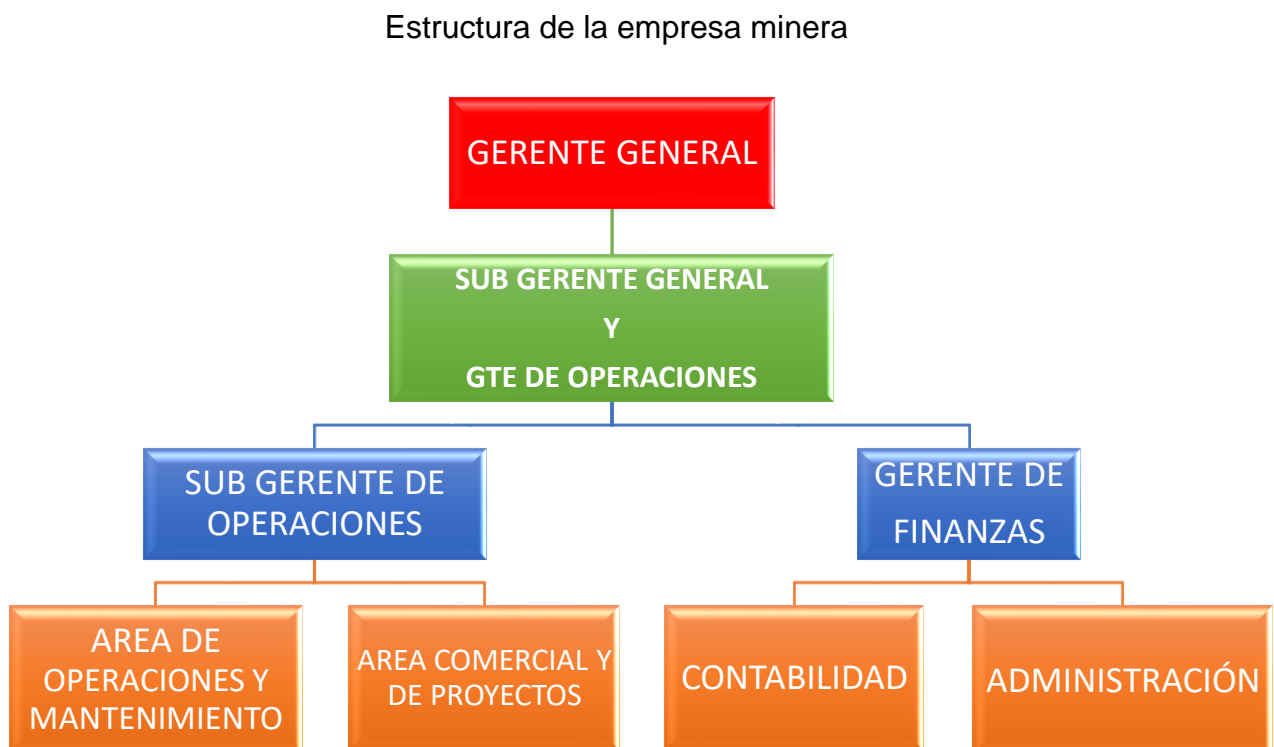 Estructura de la empresa minera
GERENTE GENERAL
SUB GERENTE GENERAL
Y
GTE DE OPERACIONES
SUB GERENTE DE
OPERACIONES
GERENTE DE
FINANZAS
AREA DE
OPERACIONES Y
MANTENIMIENTO
AREA COMERCIAL Y
DE PROYECTOS
CONTABILIDAD
ADMINISTRACIÓN